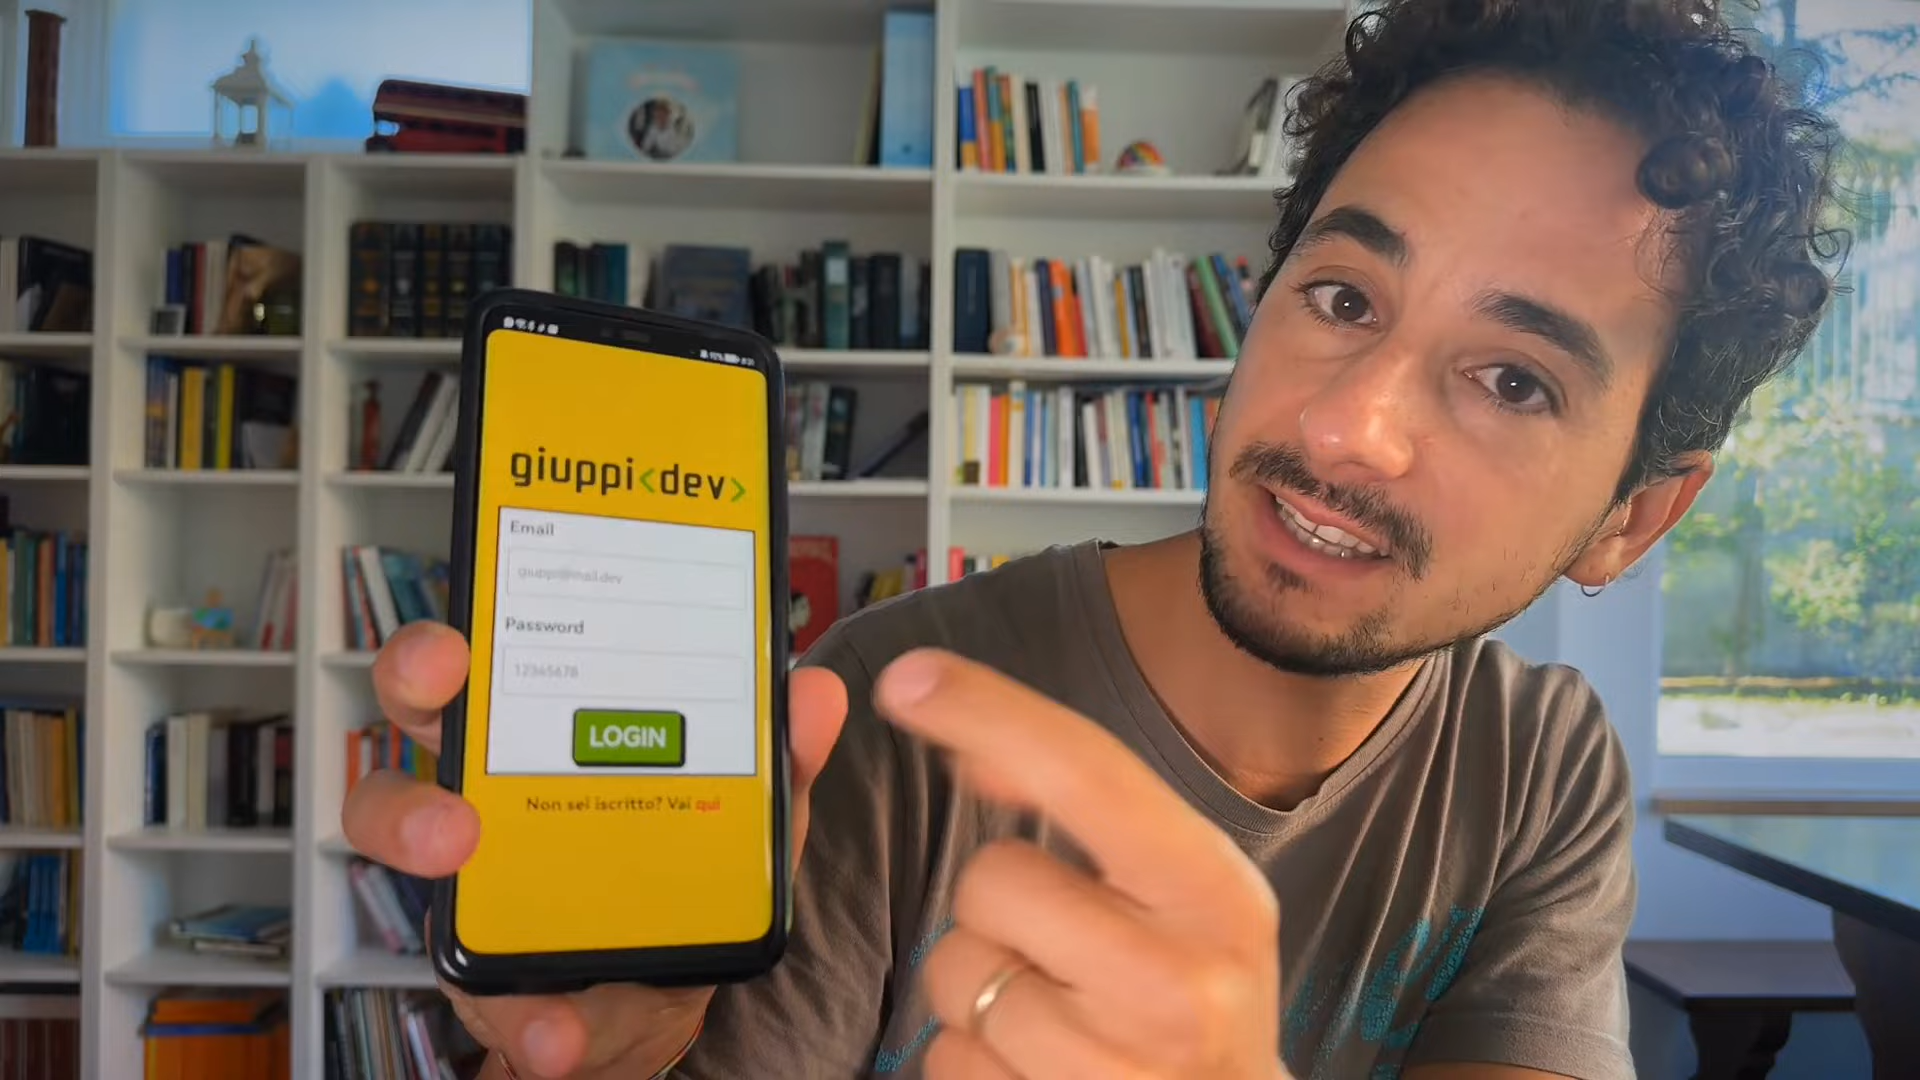 giuppi<dev>
Email
giuppi@mail.dev
Password
12345678
LOGIN
Non sei iscritto? Vai qui